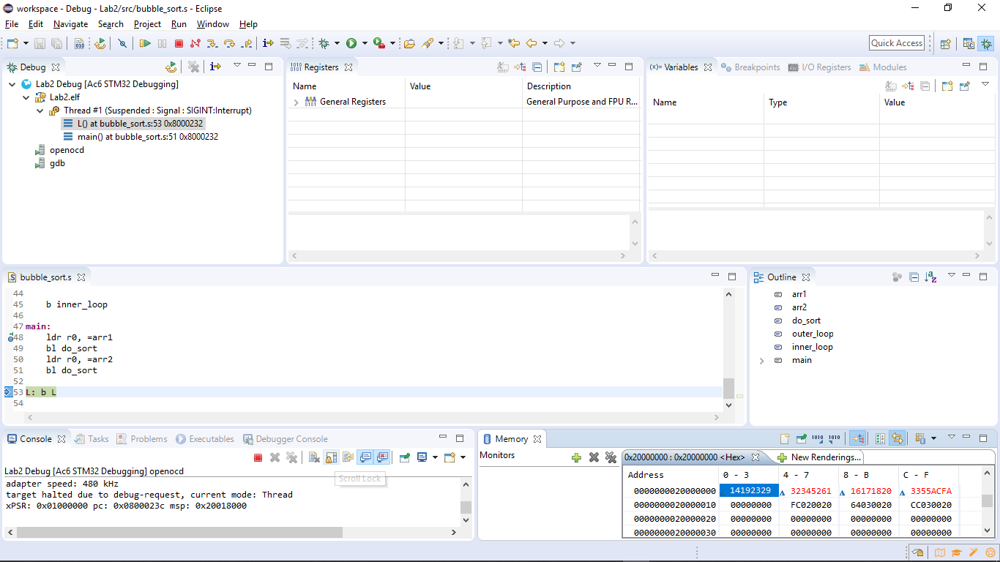 workspace - Debug - Lab2/src/bubble_sort.s - Eclipse
File Edit Navigate Search Project Run Window Help
Quick Access
Debug
Lab2 Debug [Ac6 STM32 Debugging]
Lab2.elf
Thread #1 (Suspended : Signal : SIGINT:Interrupt)
L() at bubble_sort.s:53 0x8000232
main() at bubble_sort.s:51 0x8000232
openocd
gdb
Registers
Name Value Description
General Registers General Purpose and FPU R...
(x)= Variables Breakpoints I/O Registers Modules
Name Type Value
bubble_sort.s
44
45 b inner_loop
46
47 main:
48 ldr r0, =arr1
49 bl do_sort
50 ldr r0, =arr2
51 bl do_sort
52
53 L: b L
54
Outline
arr1
arr2
do_sort
outer_loop
inner_loop
main
Console Tasks Problems Executables Debugger Console
Lab2 Debug [Ac6 STM32 Debugging] openocd
Scroll Lock
adapter speed: 480 kHz
target halted due to debug-request, current mode: Thread
xPSR: 0x01000000 pc: 0x0800023c msp: 0x20018000
Memory
Monitors
0x20000000 : 0x20000000 <Hex> New Renderings...
Address 0 - 3 4 - 7 8 - B C - F
0000000020000000 14192329 32345261 16171820 3355ACFA
0000000020000010 00000000 FC020020 64030020 CC030020
0000000020000020 00000000 00000000 00000000 00000000
0000000020000030 00000000 00000000 00000000 00000000